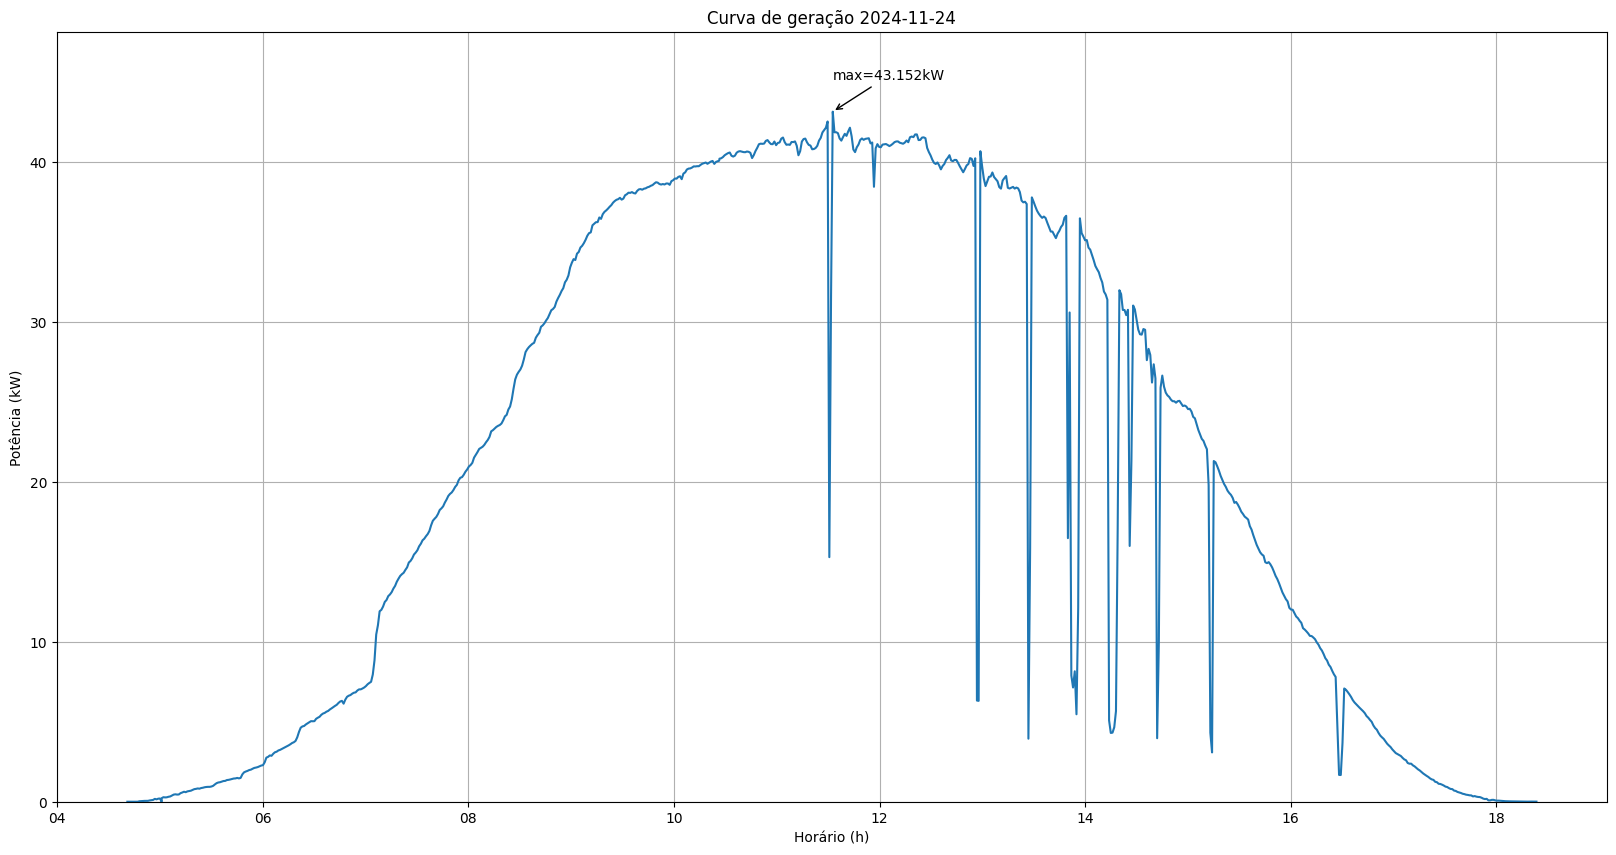 Curva de geração 2024-11-24
max=43.152kW
Potência (kW)
40
30
20
10
0
04 06 08 10 12 14 16 18
Horário (h)